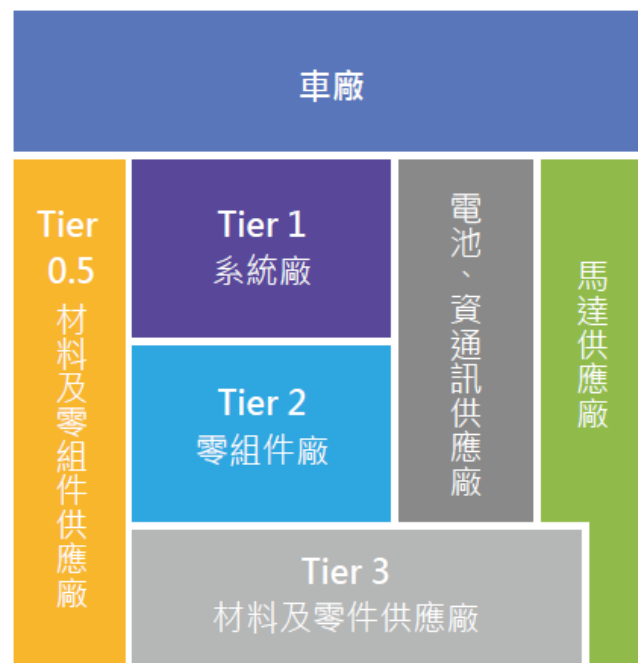 車廠
Tier
0.5
材料及零組件供應廠
Tier 1
系統廠
Tier 2
零組件廠
電池、資通訊供應廠
馬達供應廠
Tier 3
材料及零件供應廠